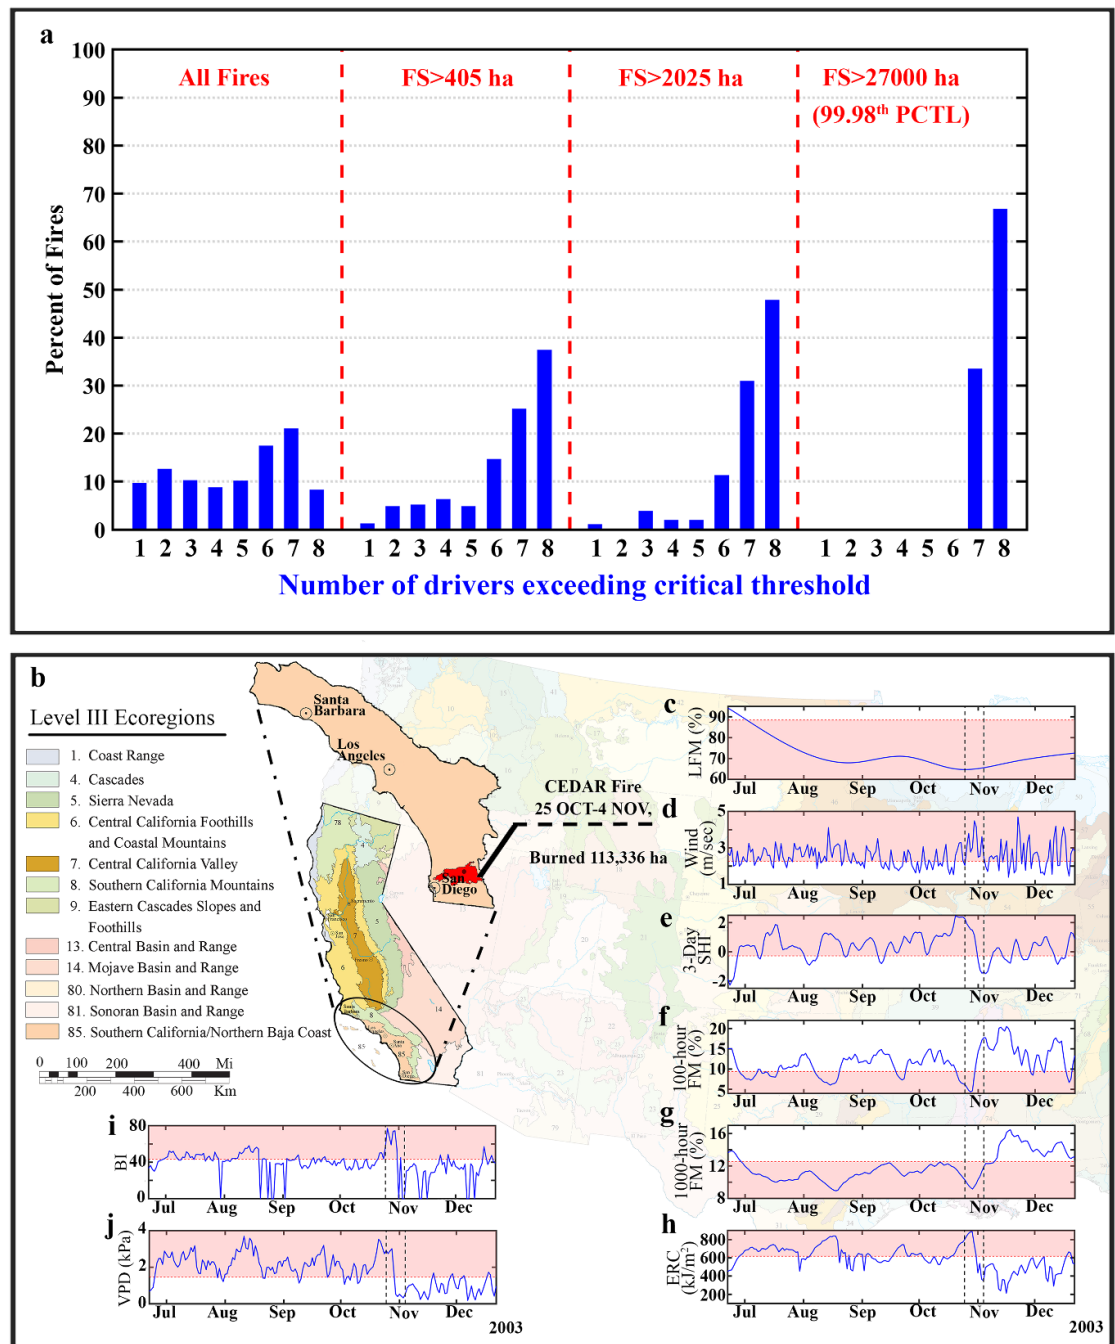 a
100
90
80
70
60
50
40
30
20
10
0
Percent of Fires
All Fires
FS>405 ha
FS>2025 ha
FS>27000 ha
(99.98th PCTL)
1 2 3 4 5 6 7 8 1 2 3 4 5 6 7 8 1 2 3 4 5 6 7 8 1 2 3 4 5 6 7 8
Number of drivers exceeding critical threshold
b
Level III Ecoregions
1. Coast Range
4. Cascades
5. Sierra Nevada
6. Central California Foothills
and Coastal Mountains
7. Central California Valley
8. Southern California Mountains
9. Eastern Cascades Slopes and
Foothills
13. Central Basin and Range
14. Mojave Basin and Range
80. Northern Basin and Range
81. Sonoran Basin and Range
85. Southern California/Northern Baja Coast
0 100 200 400 Mi
200 400 600 Km
Santa
Barbara
Los
Angeles
San
Diego
CEDAR Fire
25 OCT-4 NOV,
Burned 113,336 ha
78
4
5
7
6
14
8
85
85
c
LFM (%)
90
80
70
60
Jul Aug Sep Oct Nov Dec
d
Wind
(m/sec)
5
4
3
2
1
Jul Aug Sep Oct Nov Dec
e
3-Day
SHI
2
0
-2
Jul Aug Sep Oct Nov Dec
f
100-hour
FM (%)
20
15
10
5
Jul Aug Sep Oct Nov Dec
g
1000-hour
FM (%)
16
14
12
10
8
Jul Aug Sep Oct Nov Dec
h
ERC
(kJ/m2)
800
600
400
200
Jul Aug Sep Oct Nov Dec
2003
i
BI
80
40
0
Jul Aug Sep Oct Nov Dec
j
VPD (kPa)
4
2
0
Jul Aug Sep Oct Nov Dec
2003